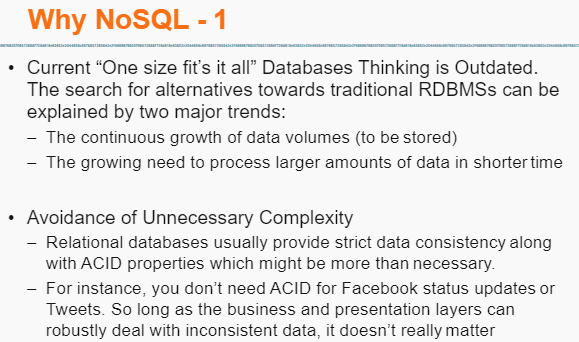 Why NoSQL - 1
• Current “One size fit’s it all” Databases Thinking is Outdated.
The search for alternatives towards traditional RDBMSs can be
explained by two major trends:
– The continuous growth of data volumes (to be stored)
– The growing need to process larger amounts of data in shorter time
• Avoidance of Unnecessary Complexity
– Relational databases usually provide strict data consistency along
with ACID properties which might be more than necessary.
– For instance, you don’t need ACID for Facebook status updates or
Tweets. So long as the business and presentation layers can
robustly deal with inconsistent data, it doesn’t really matter